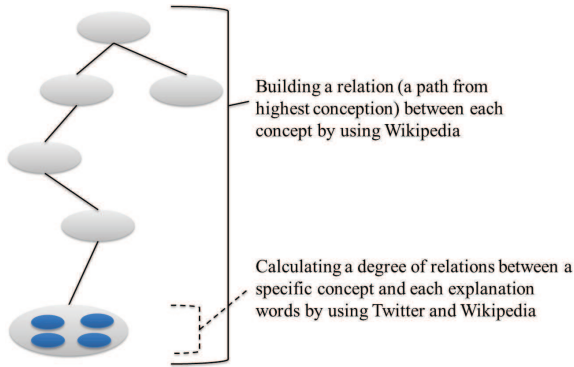 Building a relation (a path from
highest conception) between each
concept by using Wikipedia
Calculating a degree of relations between a
specific concept and each explanation
words by using Twitter and Wikipedia